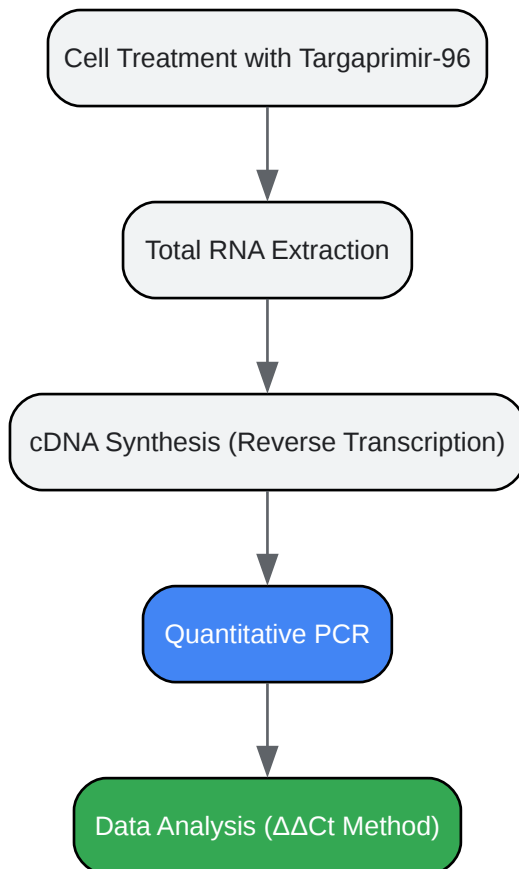 Cell Treatment with Targaprimir-96
Total RNA Extraction
cDNA Synthesis (Reverse Transcription)
Quantitative PCR
Data Analysis (ΔΔCt Method)